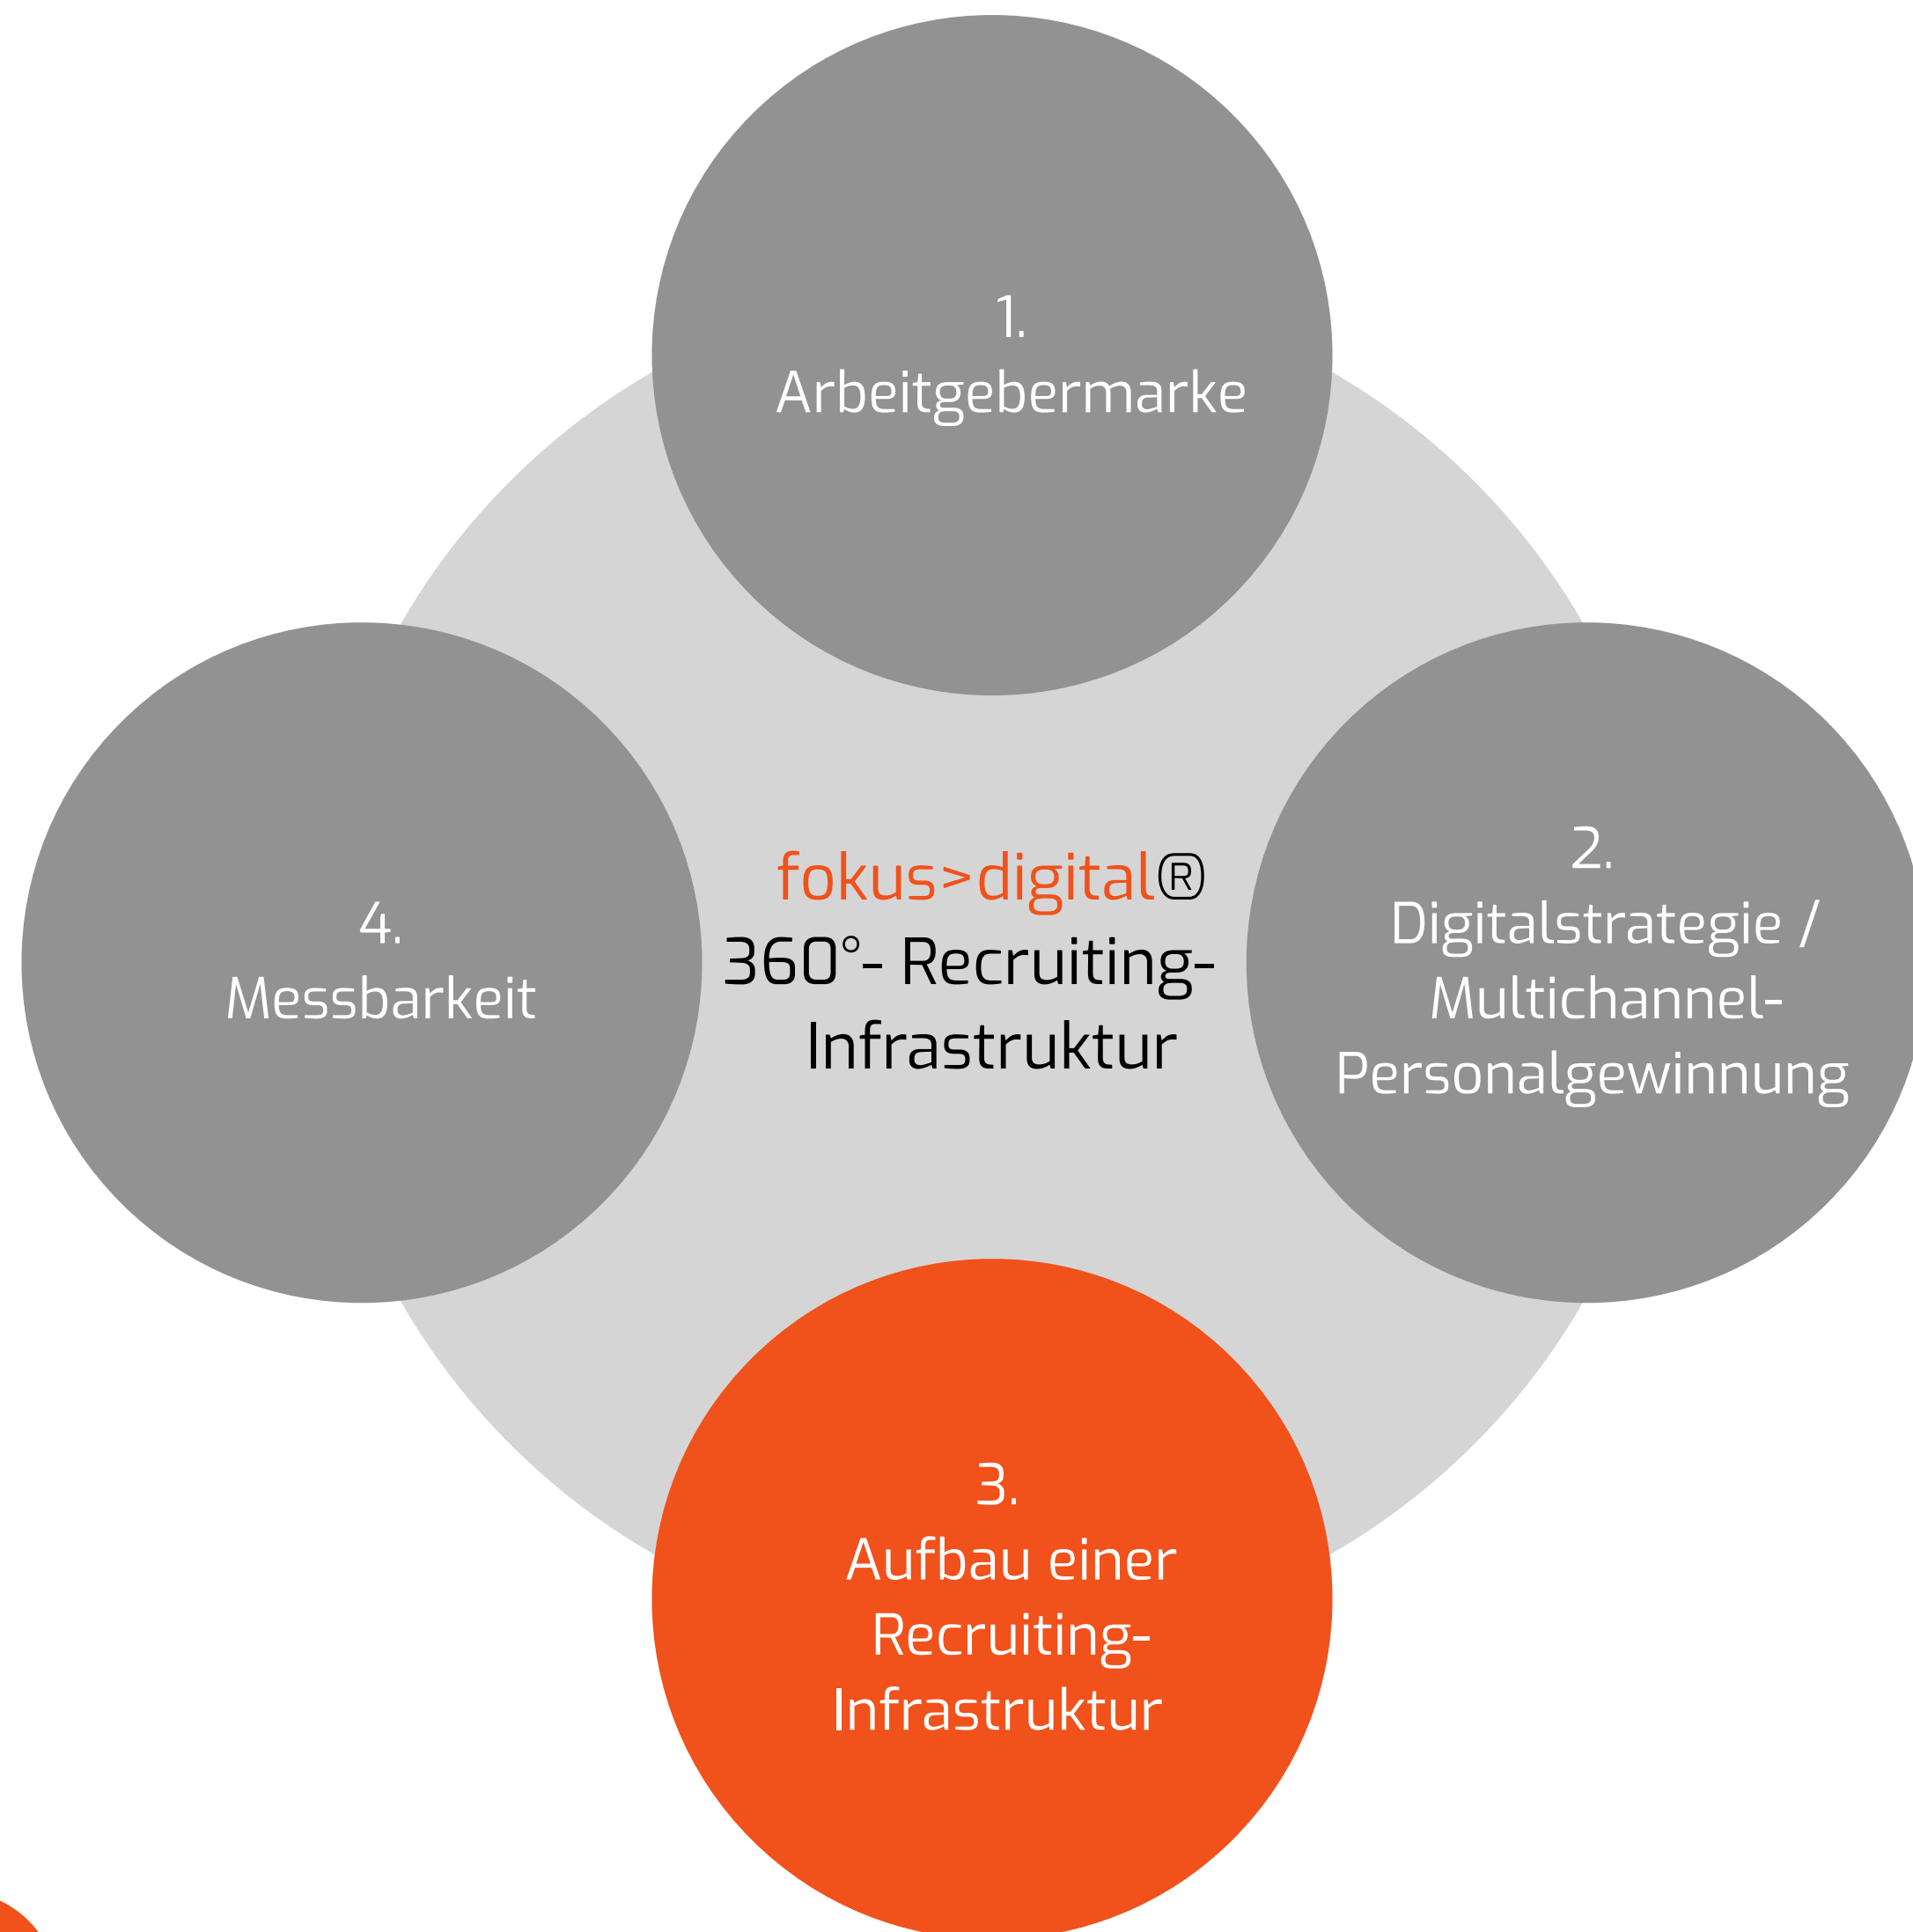 1.
Arbeitgebermarke
2.
Digitalstrategie /
Multichannel-
Personalgewinnung
fokus>digital®
360°- Recruiting-
Infrastruktur
4.
Messbarkeit
3.
Aufbau einer
Recruiting-
Infrastruktur